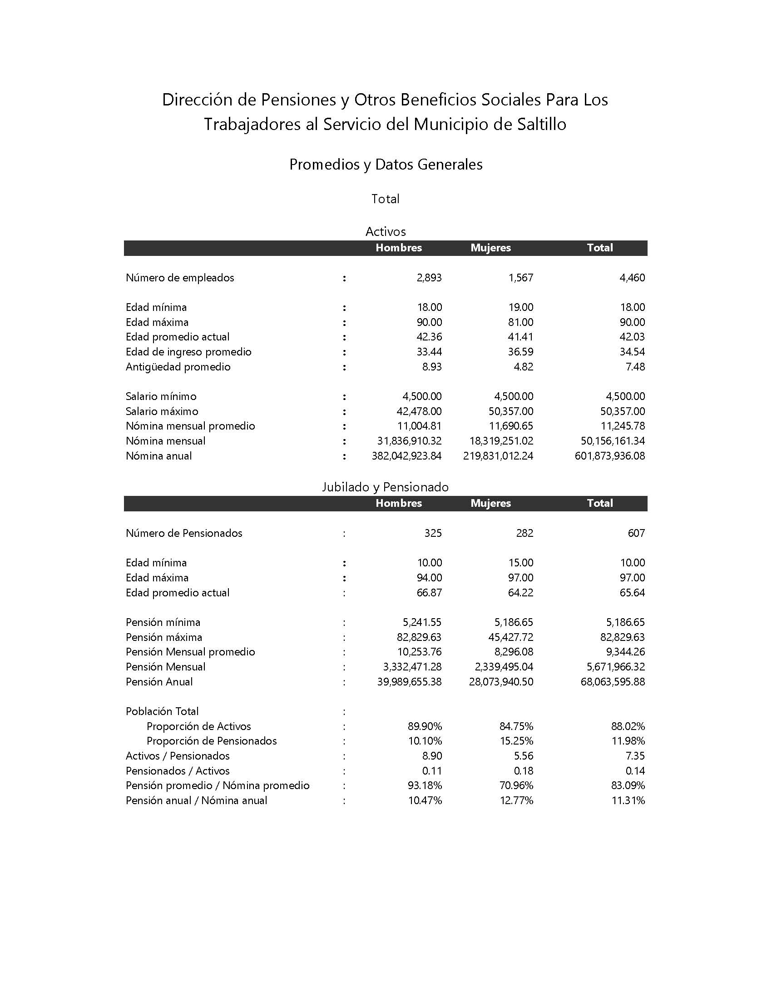 Dirección de Pensiones y Otros Beneficios Sociales Para Los
Trabajadores al Servicio del Municipio de Saltillo
Promedios y Datos Generales
Total
Activos
Hombres Mujeres Total
Número de empleados : 2,893 1,567 4,460
Edad mínima : 18.00 19.00 18.00
Edad máxima : 90.00 81.00 90.00
Edad promedio actual : 42.36 41.41 42.03
Edad de ingreso promedio : 33.44 36.59 34.54
Antigüedad promedio : 8.93 4.82 7.48
Salario mínimo : 4,500.00 4,500.00 4,500.00
Salario máximo : 42,478.00 50,357.00 50,357.00
Nómina mensual promedio : 11,004.81 11,690.65 11,245.78
Nómina mensual : 31,836,910.32 18,319,251.02 50,156,161.34
Nómina anual : 382,042,923.84 219,831,012.24 601,873,936.08
Jubilado y Pensionado
Hombres Mujeres Total
Número de Pensionados : 325 282 607
Edad mínima : 10.00 15.00 10.00
Edad máxima : 94.00 97.00 97.00
Edad promedio actual : 66.87 64.22 65.64
Pensión mínima : 5,241.55 5,186.65 5,186.65
Pensión máxima : 82,829.63 45,427.72 82,829.63
Pensión Mensual promedio : 10,253.76 8,296.08 9,344.26
Pensión Mensual : 3,332,471.28 2,339,495.04 5,671,966.32
Pensión Anual : 39,989,655.38 28,073,940.50 68,063,595.88
Población Total :
Proporción de Activos : 89.90% 84.75% 88.02%
Proporción de Pensionados : 10.10% 15.25% 11.98%
Activos / Pensionados : 8.90 5.56 7.35
Pensionados / Activos : 0.11 0.18 0.14
Pensión promedio / Nómina promedio : 93.18% 70.96% 83.09%
Pensión anual / Nómina anual : 10.47% 12.77% 11.31%